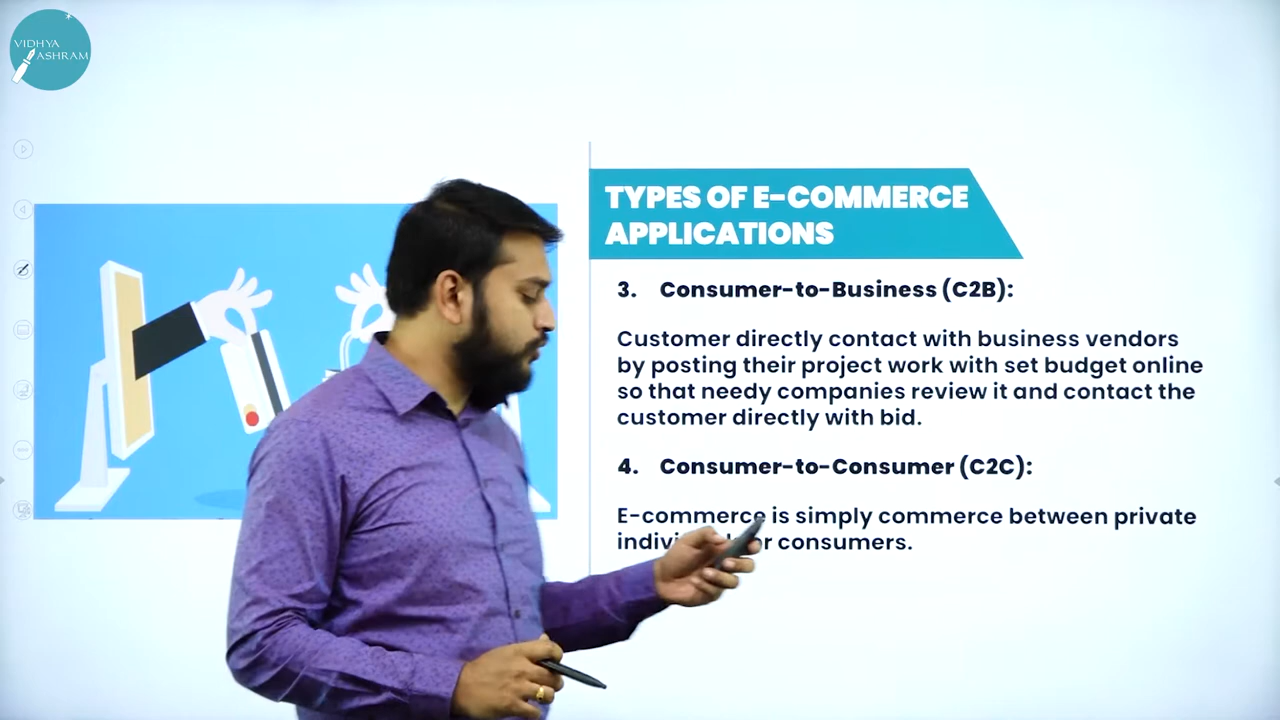 VIDHYA
ASHRAM
TYPES OF E-COMMERCE
APPLICATIONS
3. Consumer-to-Business (C2B):
Customer directly contact with business vendors
by posting their project work with set budget online
so that needy companies review it and contact the
customer directly with bid.
4. Consumer-to-Consumer (C2C):
E-commerce is simply commerce between private
consumers.